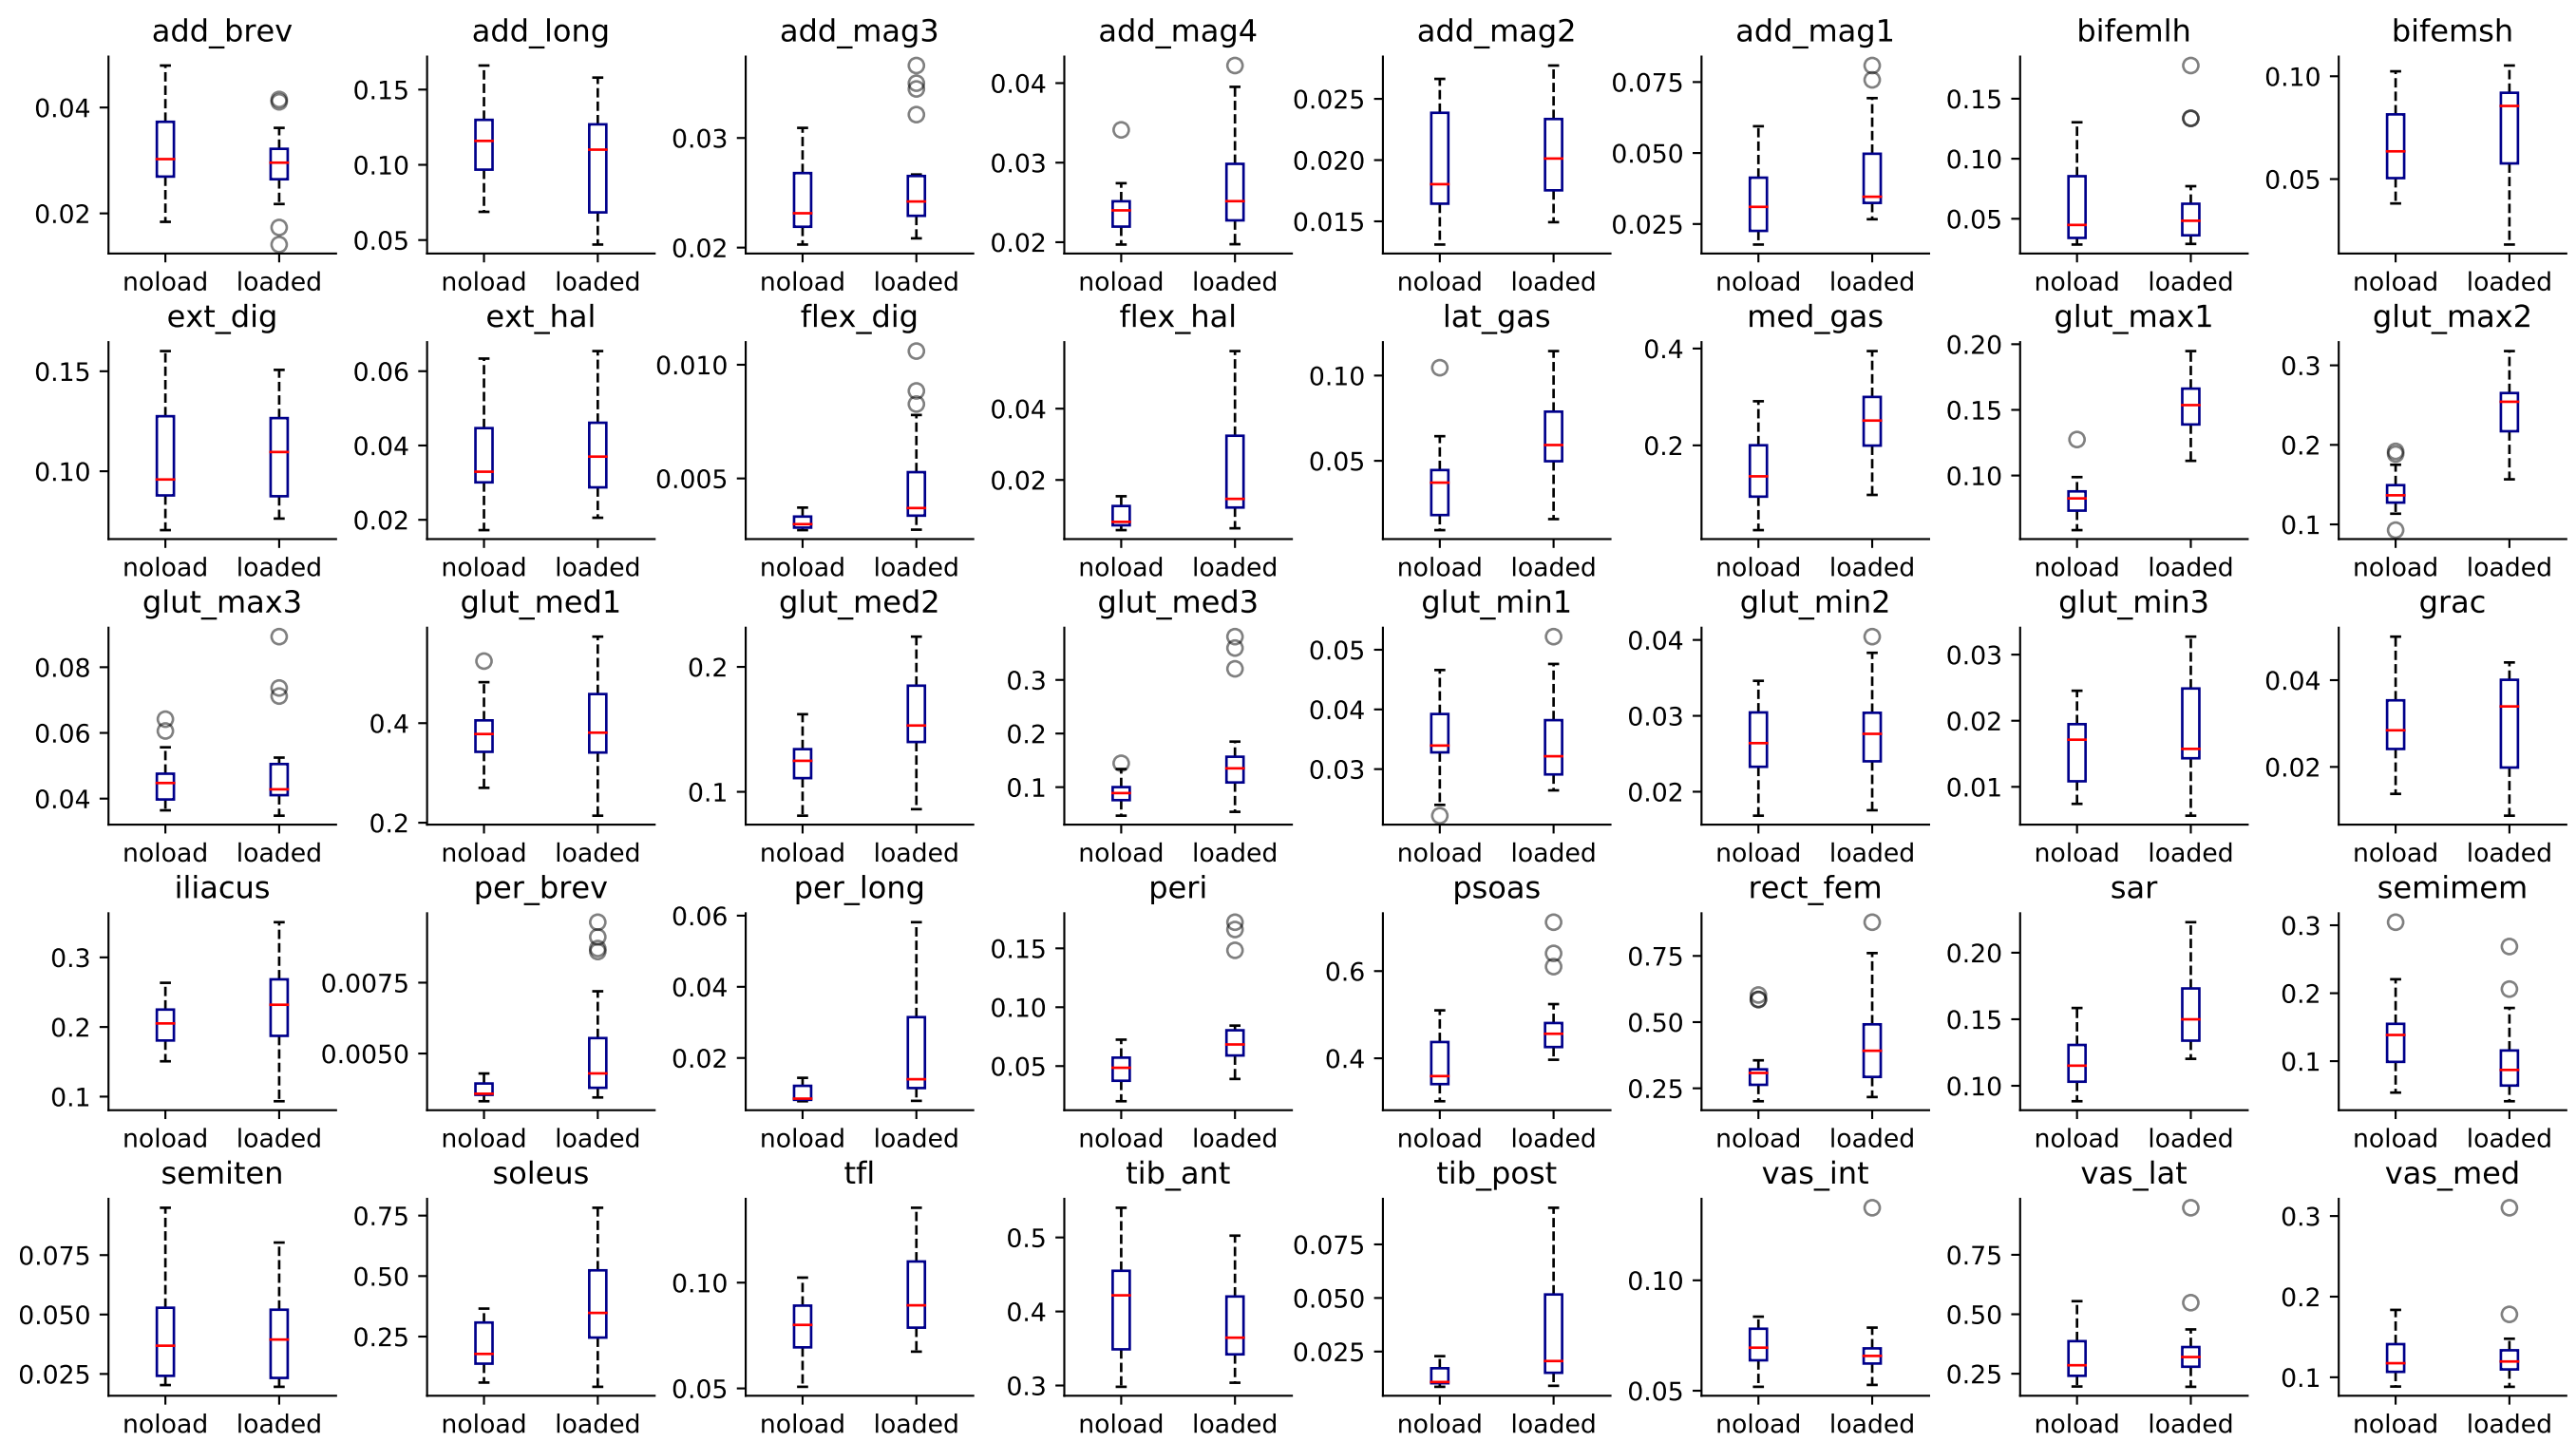 add_brev add_long add_mag3 add_mag4 add_mag2 add_mag1 bifemlh bifemsh
0.04 0.02 0.15 0.10 0.05 0.03 0.02 0.04 0.03 0.02 0.025 0.020 0.015 0.075 0.050 0.025 0.15 0.10 0.05 0.10 0.05
noload loaded noload loaded noload loaded noload loaded noload loaded noload loaded noload loaded noload loaded
ext_dig ext_hal flex_dig flex_hal lat_gas med_gas glut_max1 glut_max2
0.15 0.10 0.06 0.04 0.02 0.010 0.005 0.04 0.02 0.10 0.05 0.4 0.2 0.20 0.15 0.10 0.3 0.2 0.1
noload loaded noload loaded noload loaded noload loaded noload loaded noload loaded noload loaded noload loaded
glut_max3 glut_med1 glut_med2 glut_med3 glut_min1 glut_min2 glut_min3 grac
0.08 0.06 0.04 0.4 0.2 0.2 0.1 0.3 0.2 0.1 0.05 0.04 0.03 0.04 0.03 0.02 0.03 0.02 0.01 0.04 0.02
noload loaded noload loaded noload loaded noload loaded noload loaded noload loaded noload loaded noload loaded
iliacus per_brev per_long peri psoas rect_fem sar semimem
0.3 0.2 0.1 0.0075 0.0050 0.06 0.04 0.02 0.15 0.10 0.05 0.6 0.4 0.75 0.50 0.25 0.20 0.15 0.10 0.3 0.2 0.1
noload loaded noload loaded noload loaded noload loaded noload loaded noload loaded noload loaded noload loaded
semiten soleus tfl tib_ant tib_post vas_int vas_lat vas_med
0.075 0.050 0.025 0.75 0.50 0.25 0.10 0.05 0.5 0.4 0.3 0.075 0.050 0.025 0.10 0.05 0.75 0.50 0.25 0.3 0.2 0.1
noload loaded noload loaded noload loaded noload loaded noload loaded noload loaded noload loaded noload loaded